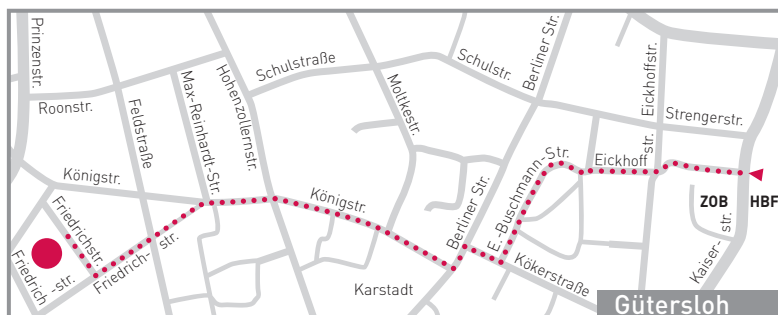 Prinzenstr.
Roonstr.
Feldstraße
Max-Reinhardt-Str.
Hohenzollernstr.
Schulstraße
Moltkestr.
Schulstr.
Berliner Str.
Eickhoffstr.
Strengerstr.
Königstr.
Friedrichstr.
Friedrich-
-str.
Friedrich-
str.
Königstr.
Berliner Str.
E.-Buschmann-Str.
Eickhoff
-str.
ZOB
HBF
Kaiser-
str.
Kökerstraße
Karstadt
Gütersloh